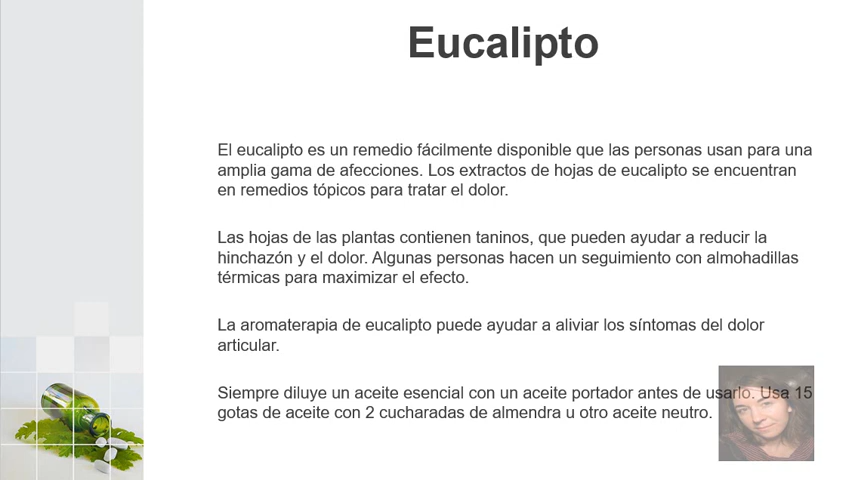 Eucalipto
El eucalipto es un remedio fácilmente disponible que las personas usan para una
amplia gama de afecciones. Los extractos de hojas de eucalipto se encuentran
en remedios tópicos para tratar el dolor.
Las hojas de las plantas contienen taninos, que pueden ayudar a reducir la
hinchazón y el dolor. Algunas personas hacen un seguimiento con almohadillas
térmicas para maximizar el efecto.
La aromaterapia de eucalipto puede ayudar a aliviar los síntomas del dolor
articular.
Siempre diluye un aceite esencial con un aceite portador antes de usarlo. Usa 15
gotas de aceite con 2 cucharadas de almendra u otro aceite neutro.